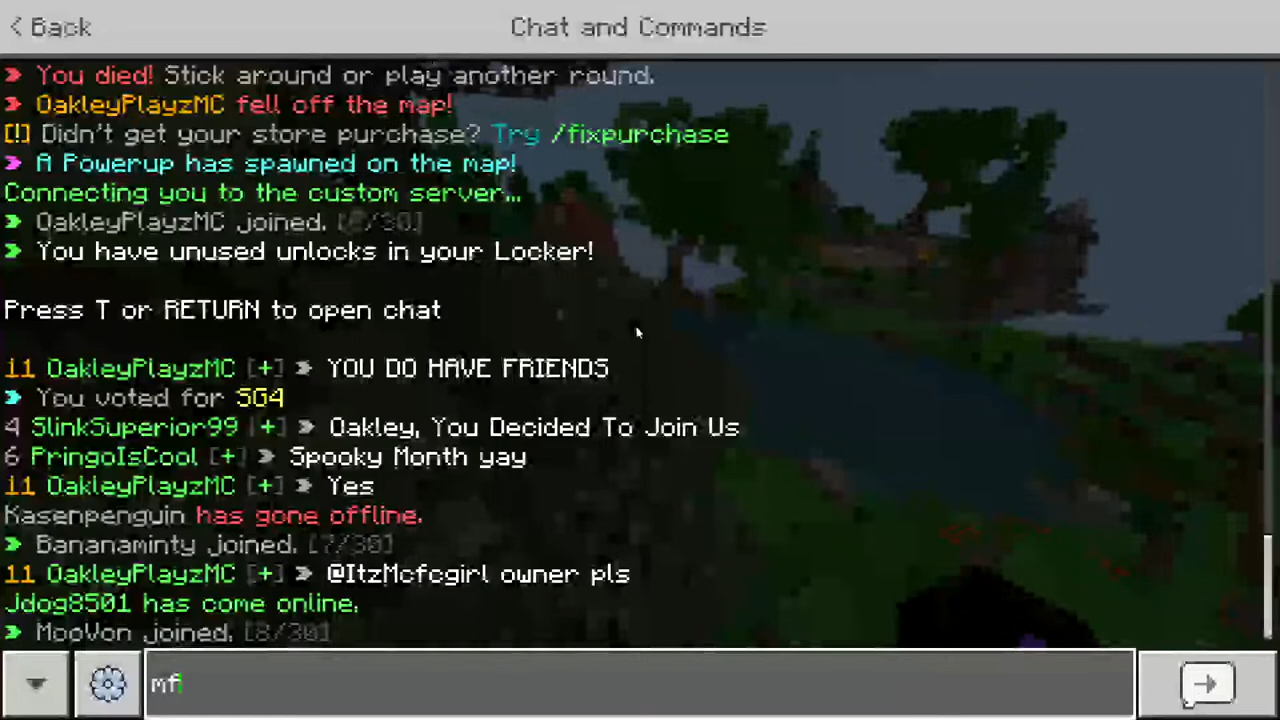 Back
Chat and Commands
You died! Stick around or play another round.
OakleyPlayzMC fell off the map!
[!] Didn't get your store purchase? Try /fixpurchase
A Powerup has spawned on the map!
Connecting you to the custom server...
OakleyPlayzMC joined. [6/30]
You have unused unlocks in your Locker!
Press T or RETURN to open chat
11 OakleyPlayzMC [+] YOU DO HAVE FRIENDS
You voted for SG4
4 SlinkSuperior99 [+] Oakley, You Decided To Join Us
6 PringoIsCool [+] Spooky Month yay
11 OakleyPlayzMC [+] Yes
Kasenpenguin has gone offline.
Bananaminty joined. [7/30]
11 OakleyPlayzMC [+] @ItzMcfcgirl owner pls
Jdog8501 has come online.
MooVon joined. [8/30]
mf